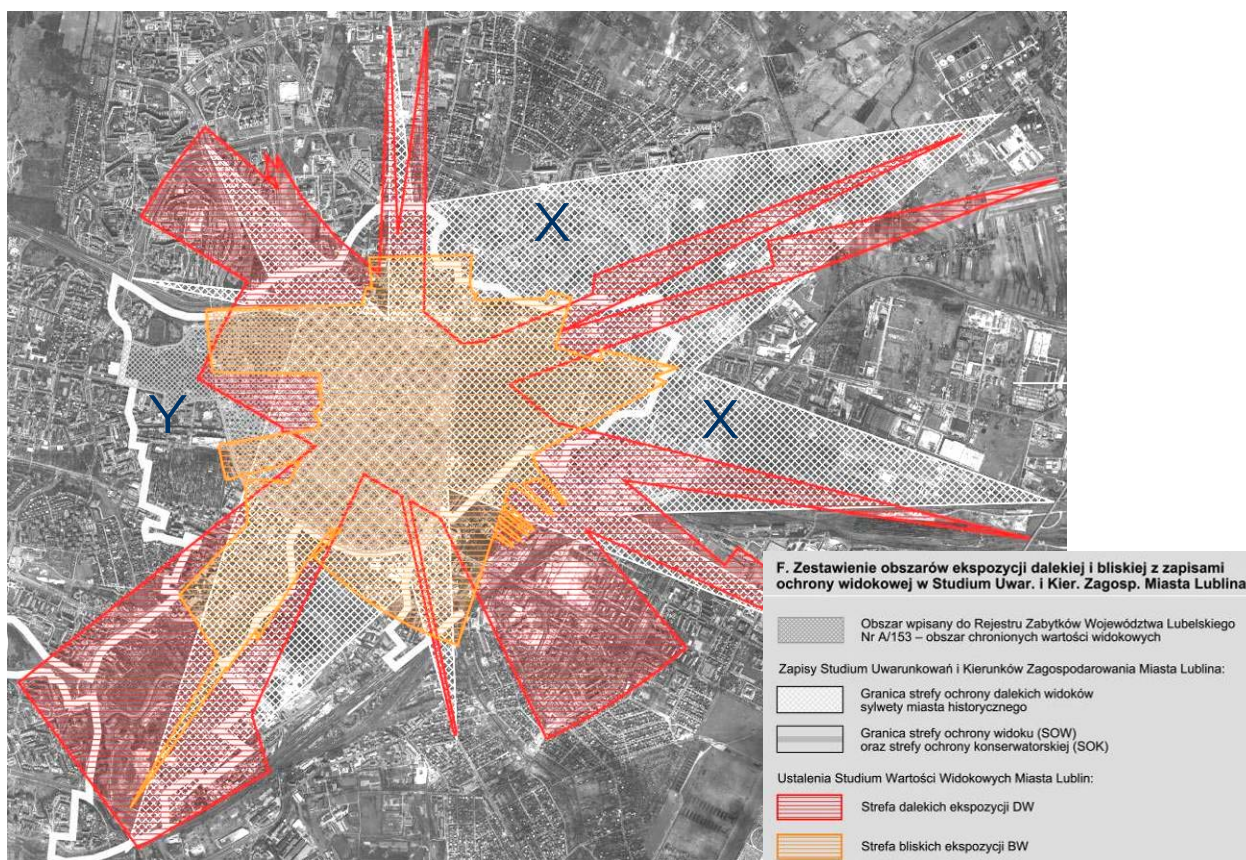 X
X
Y
F. Zestawienie obszarów ekspozycji dalekiej i bliskiej z zapisami
ochrony widokowej w Studium Uwar. i Kier. Zagosp. Miasta Lublina
Obszar wpisany do Rejestru Zabytków Województwa Lubelskiego
Nr A/153 – obszar chronionych wartości widokowych
Zapisy Studium Uwarunkowań i Kierunków Zagospodarowania Miasta Lublina:
Granica strefy ochrony dalekich widoków
sylwety miasta historycznego
Granica strefy ochrony widoku (SOW)
oraz strefy ochrony konserwatorskiej (SOK)
Ustalenia Studium Wartości Widokowych Miasta Lublin:
Strefa dalekich ekspozycji DW
Strefa bliskich ekspozycji BW